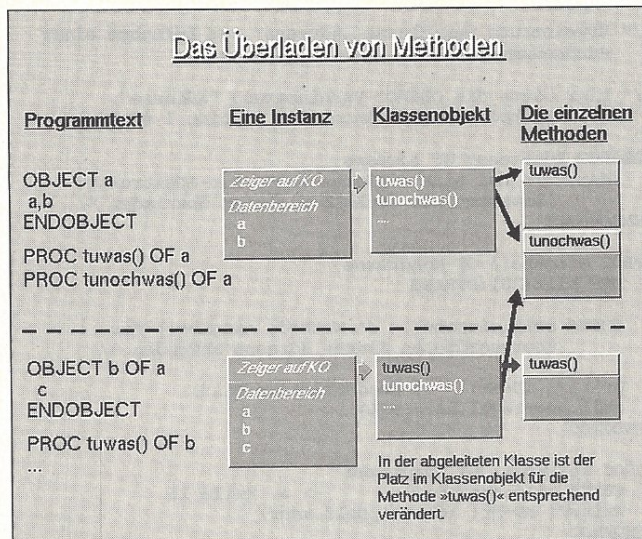 Das Überladen von Methoden
Programmtext
Eine Instanz
Klassenobjekt
Die einzelnen
Methoden
OBJECT a
a,b
ENDOBJECT
PROC tuwas() OF a
PROC tunochwas() OF a
Zeiger auf KO
Datenbereich
a
b
tuwas()
tunochwas()
....
tuwas()
tunochwas()
OBJECT b OF a
c
ENDOBJECT
PROC tuwas() OF b
...
Zeiger auf KO
Datenbereich
a
b
c
tuwas()
tunochwas()
....
tuwas()
In der abgeleiteten Klasse ist der
Platz im Klassenobjekt für die
Methode »tuwas()« entsprechend
verändert.